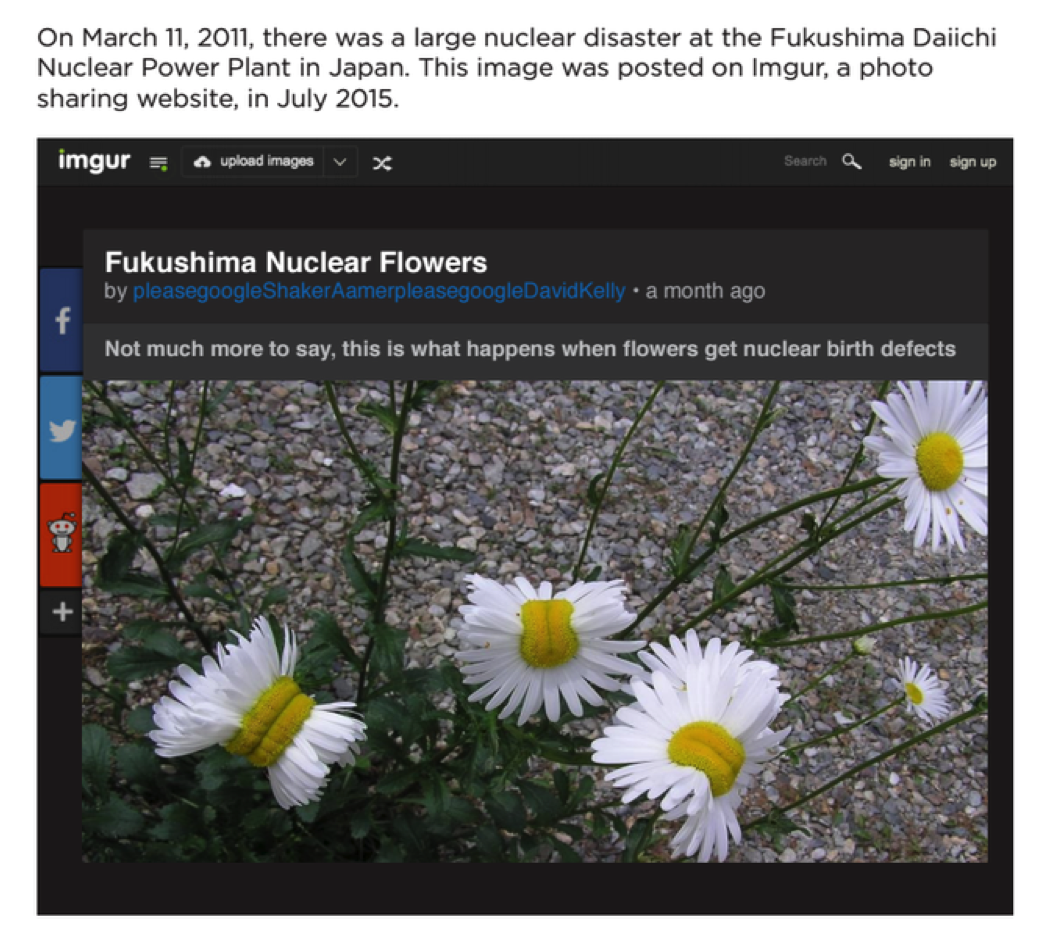 On March 11, 2011, there was a large nuclear disaster at the Fukushima Daiichi
Nuclear Power Plant in Japan. This image was posted on Imgur, a photo
sharing website, in July 2015.
imgur upload images Search sign in sign up
Fukushima Nuclear Flowers
by pleasegoogleShakerAamerpleasegoogleDavidKelly • a month ago
Not much more to say, this is what happens when flowers get nuclear birth defects